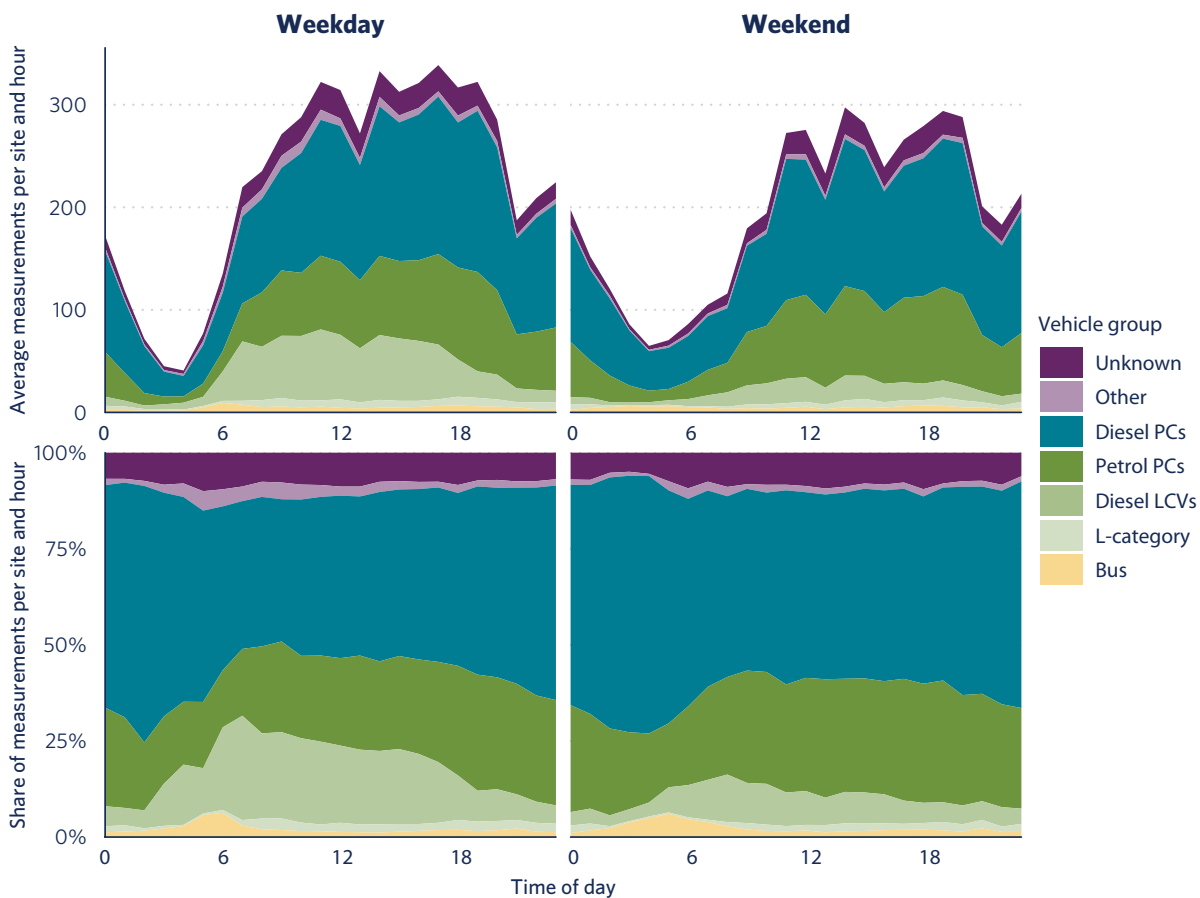 Weekday
Weekend
Average measurements per site and hour
300
200
100
0
0 6 12 18
0 6 12 18
Vehicle group
Unknown
Other
Diesel PCs
Petrol PCs
Diesel LCVs
L-category
Bus
Share of measurements per site and hour
100%
75%
50%
25%
0%
0 6 12 18
0 6 12 18
Time of day